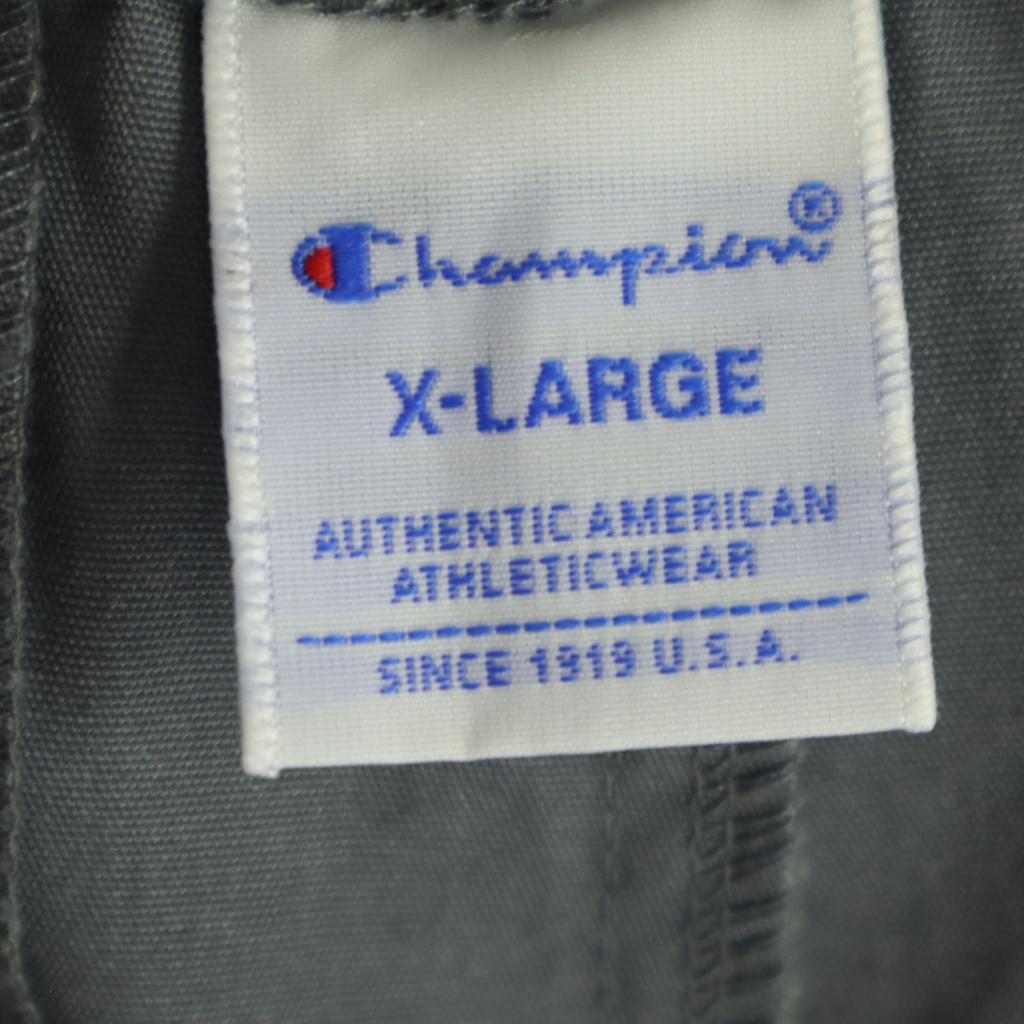 Champion®
X-LARGE
AUTHENTIC AMERICAN
ATHLETICWEAR
SINCE 1919 U.S.A.